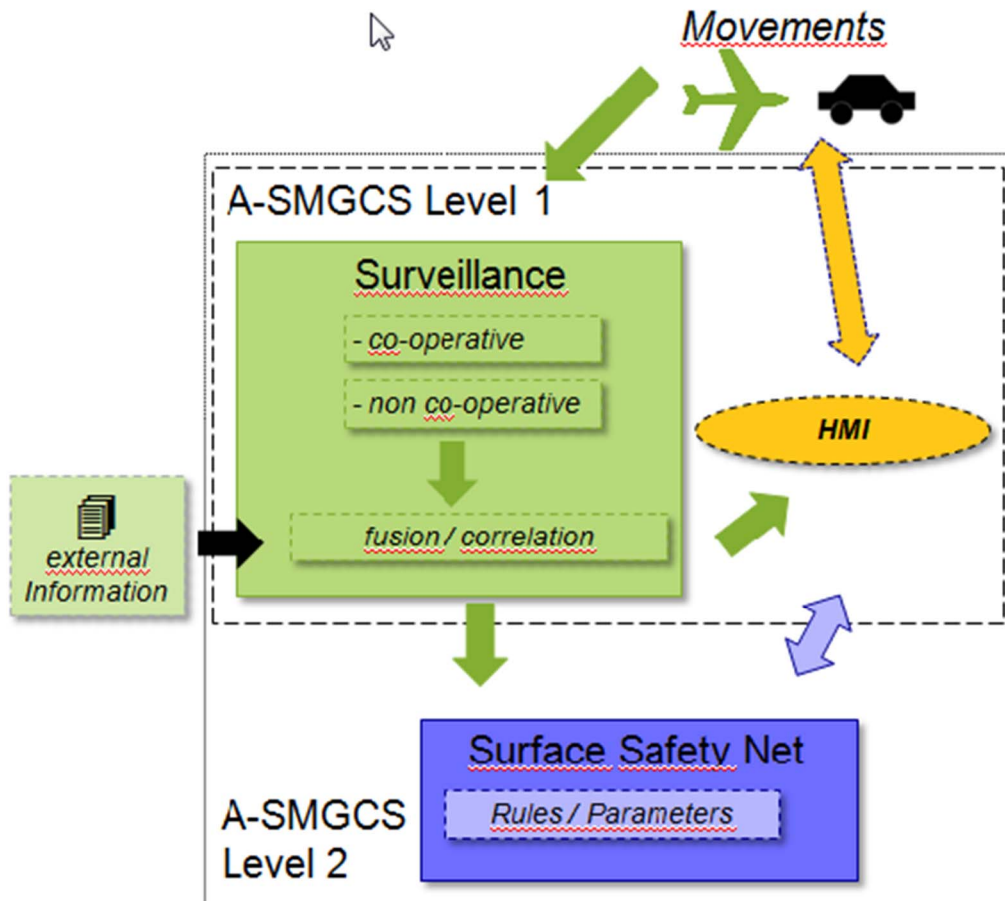 Movements
A-SMGCS Level 1
Surveillance
- co-operative
- non co-operative
HMI
fusion / correlation
external
Information
Surface Safety Net
Rules / Parameters
A-SMGCS
Level 2